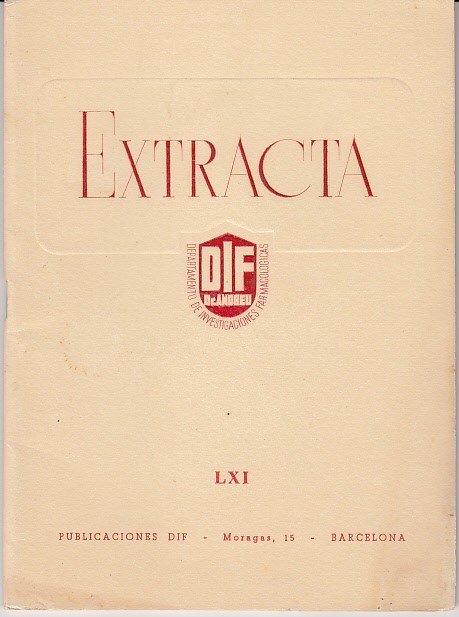 EXTRACTA
DIF
Dr. ANDREU
DEPARTAMENTO DE INVESTIGACIONES FARMACOLOGICAS
LXI
PUBLICACIONES DIF - Moragas, 15 - BARCELONA